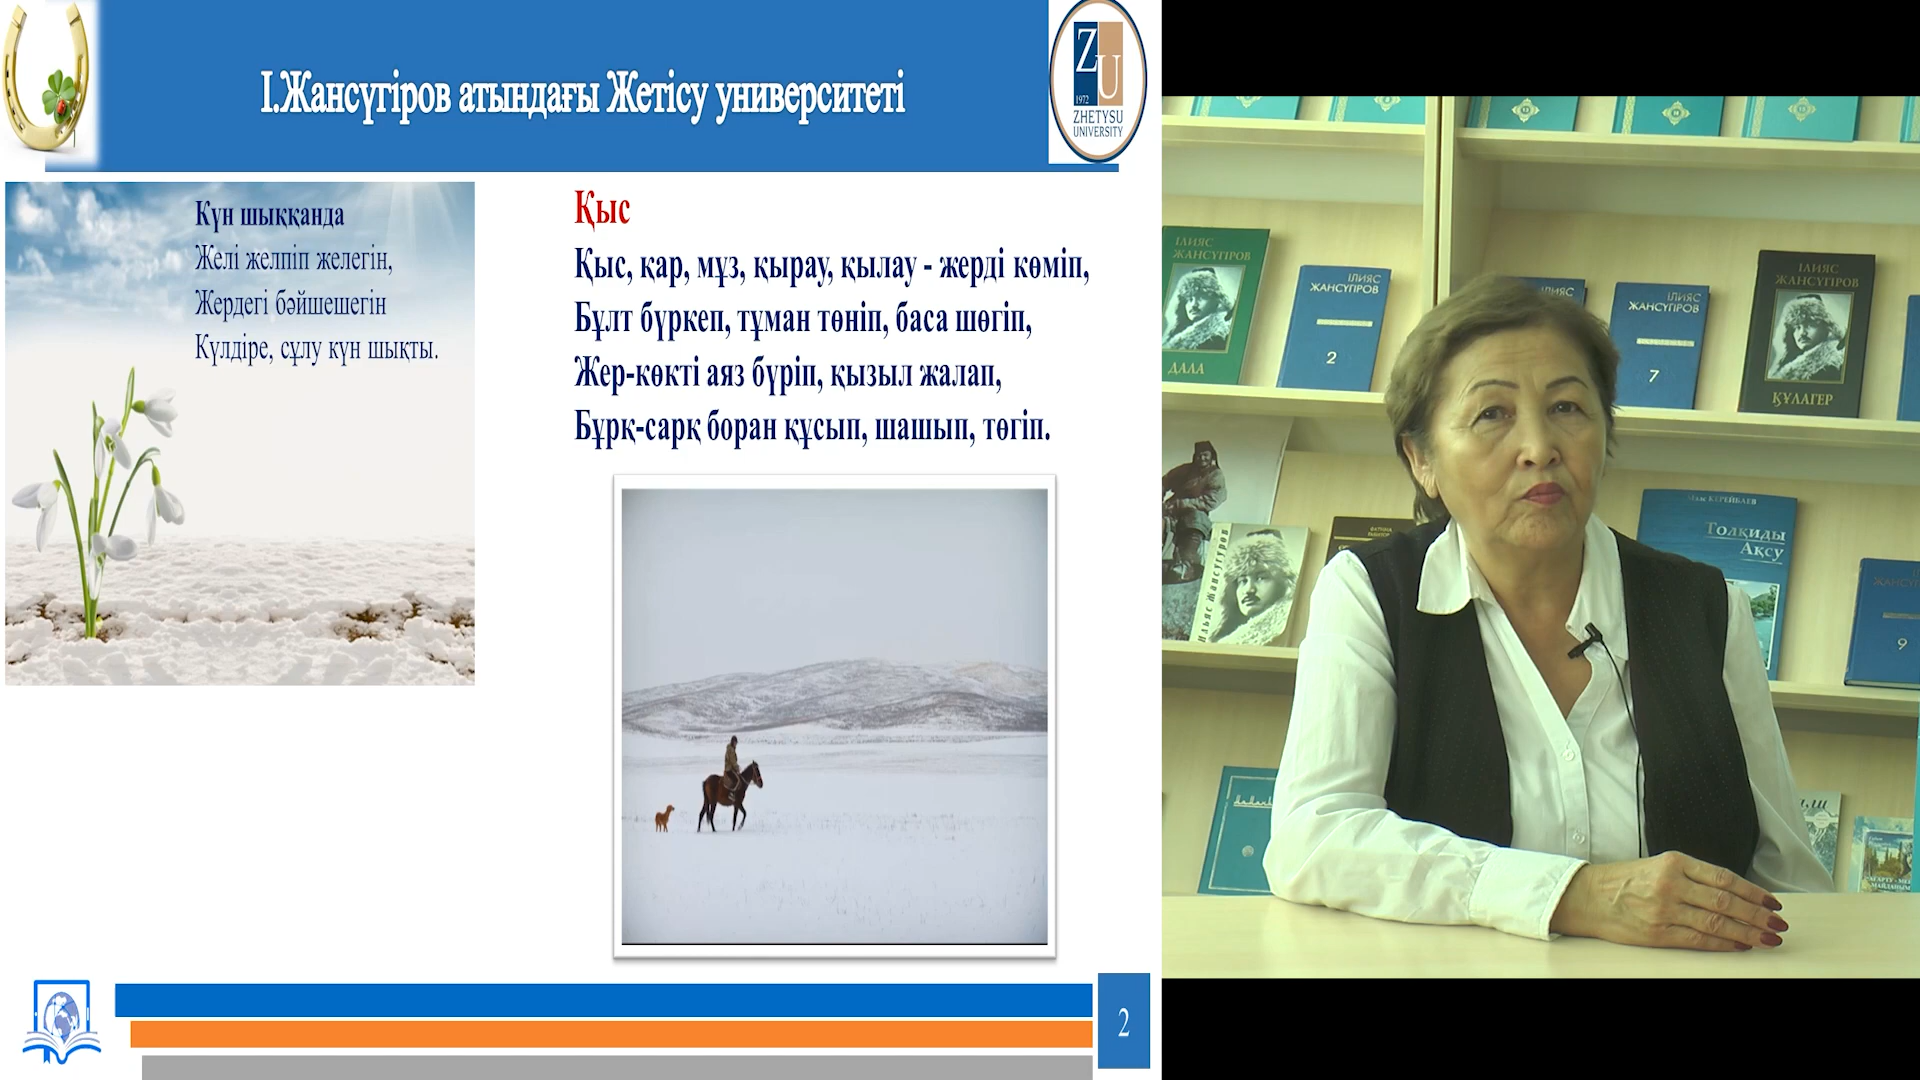 І.Жансүгіров атындағы Жетісу университеті
ZU
1972
ZHETYSU
UNIVERSITY
Күн шыққанда
Желі желпіп желегін,
Жердегі бәйшешегін
Күлдіре, сұлу күн шықты.
Қыс
Қыс, қар, мұз, қырау, қылау - жерді көміп,
Бұлт бүркеп, тұман төніп, баса шөгіп,
Жер-көкті аяз бүріп, қызыл жалап,
Бұрқ-сарқ боран құсып, шашып, төгіп.
2
ІЛИЯС
ЖАНСҮГІРОВ
ДАЛА
ІЛИЯС
ЖАНСҮГІРОВ
2
ІЛИЯС
ІЛИЯС
ЖАНСҮГІРОВ
7
ІЛИЯС
ЖАНСҮГІРОВ
ҚҰЛАГЕР
Ильяс Жансугуров
Толқиды
Ақсу
9